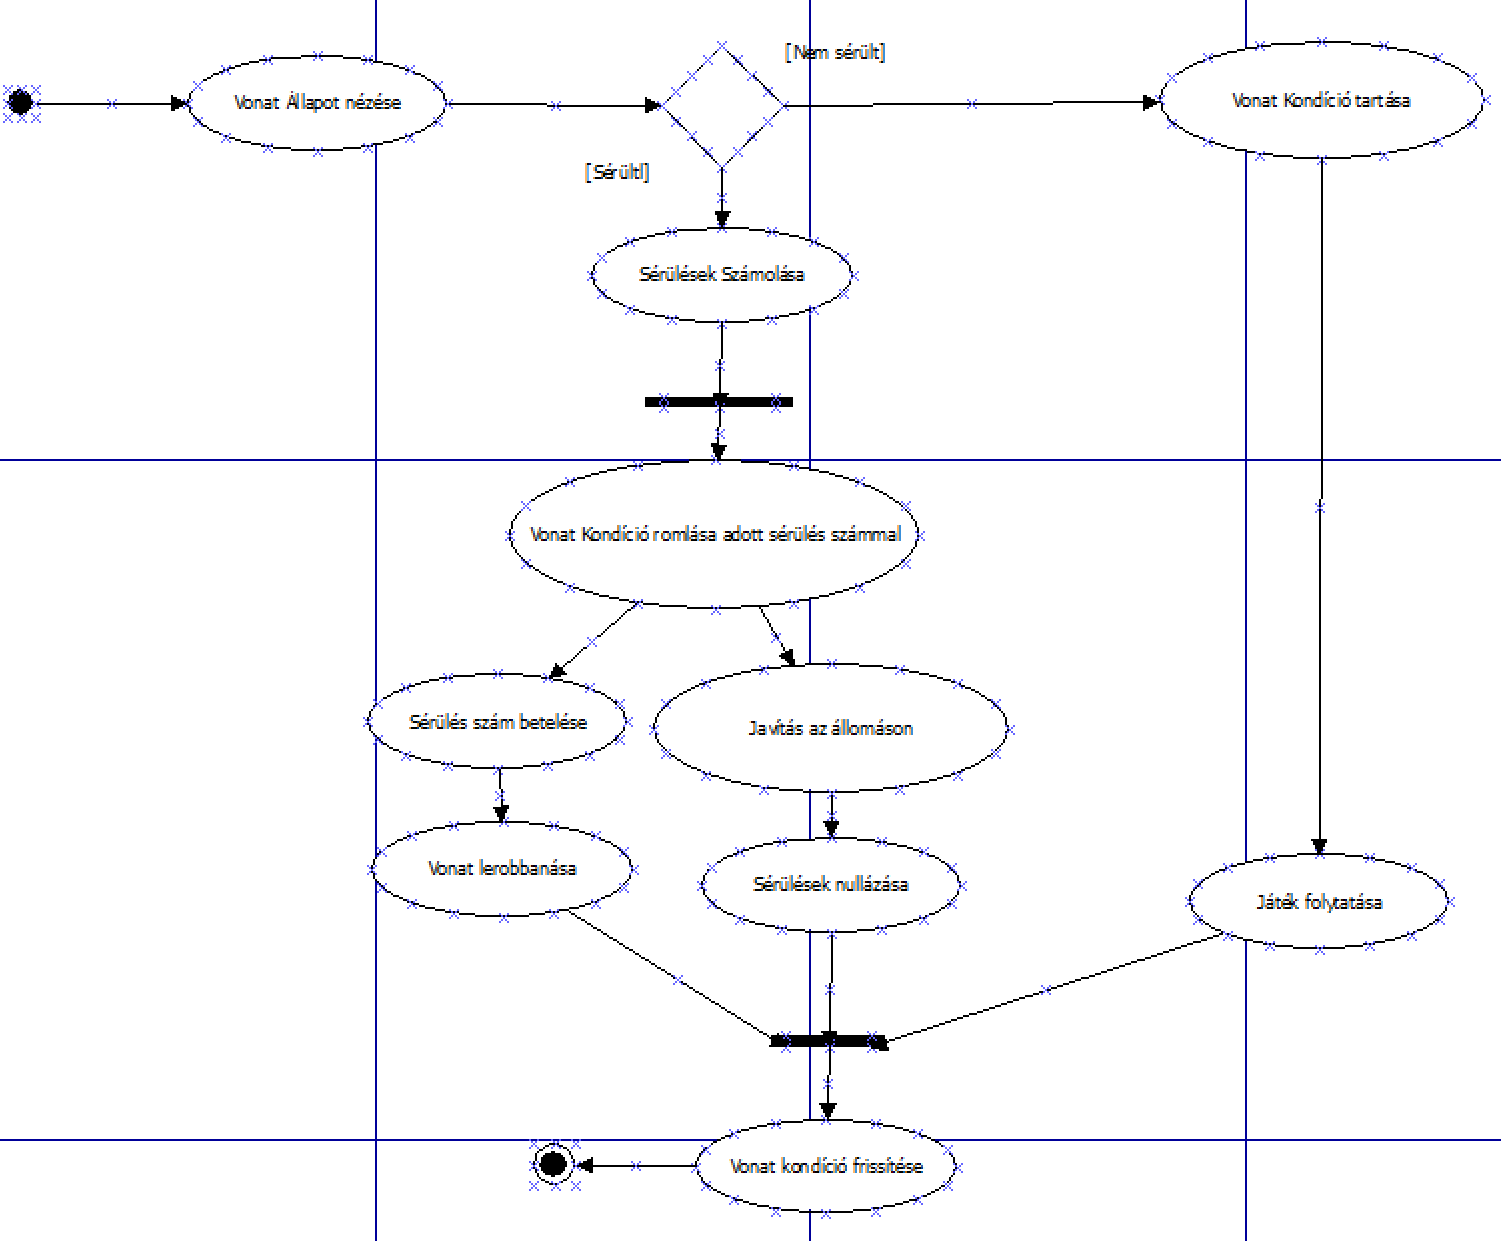 [Nem sérült]
Vonat Állapot nézése
Vonat Kondíció tartása
[Sérültl]
Sérülések Számolása
Vonat Kondíció romlása adott sérülés számmal
Sérülés szám betelése
Javítás az állomáson
Vonat lerobbanása
Sérülések nullázása
Játék folytatása
Vonat kondíció frissítése